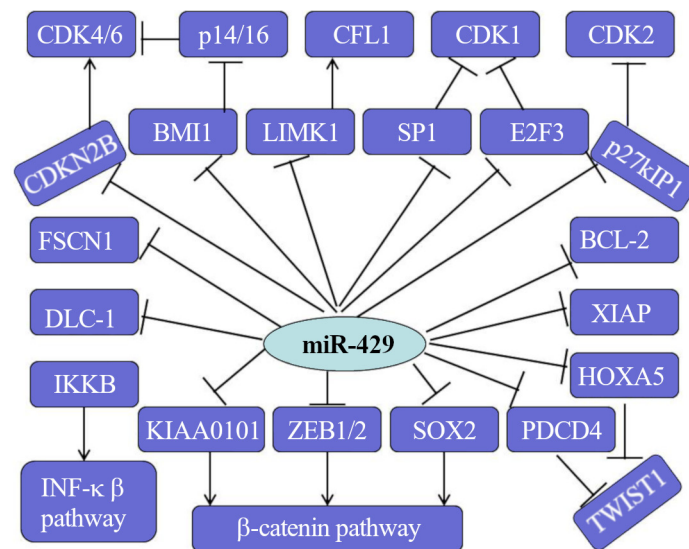 CDK4/6
p14/16
CFL1
CDK1
CDK2
CDKN2B
BMI1
LIMK1
SP1
E2F3
p27kIP1
FSCN1
BCL-2
DLC-1
XIAP
miR-429
IKKB
HOXA5
KIAA0101
ZEB1/2
SOX2
PDCD4
INF-κ β
pathway
β-catenin pathway
TWIST1